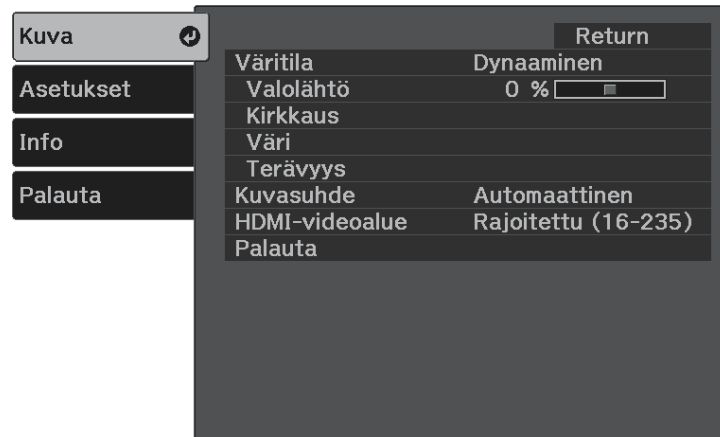 Kuva
Asetukset
Info
Palauta
Return
Väritila Dynaaminen
Valolähtö 0 %
Kirkkaus
Väri
Terävyys
Kuvasuhde Automaattinen
HDMI-videoalue Rajoitettu (16-235)
Palauta